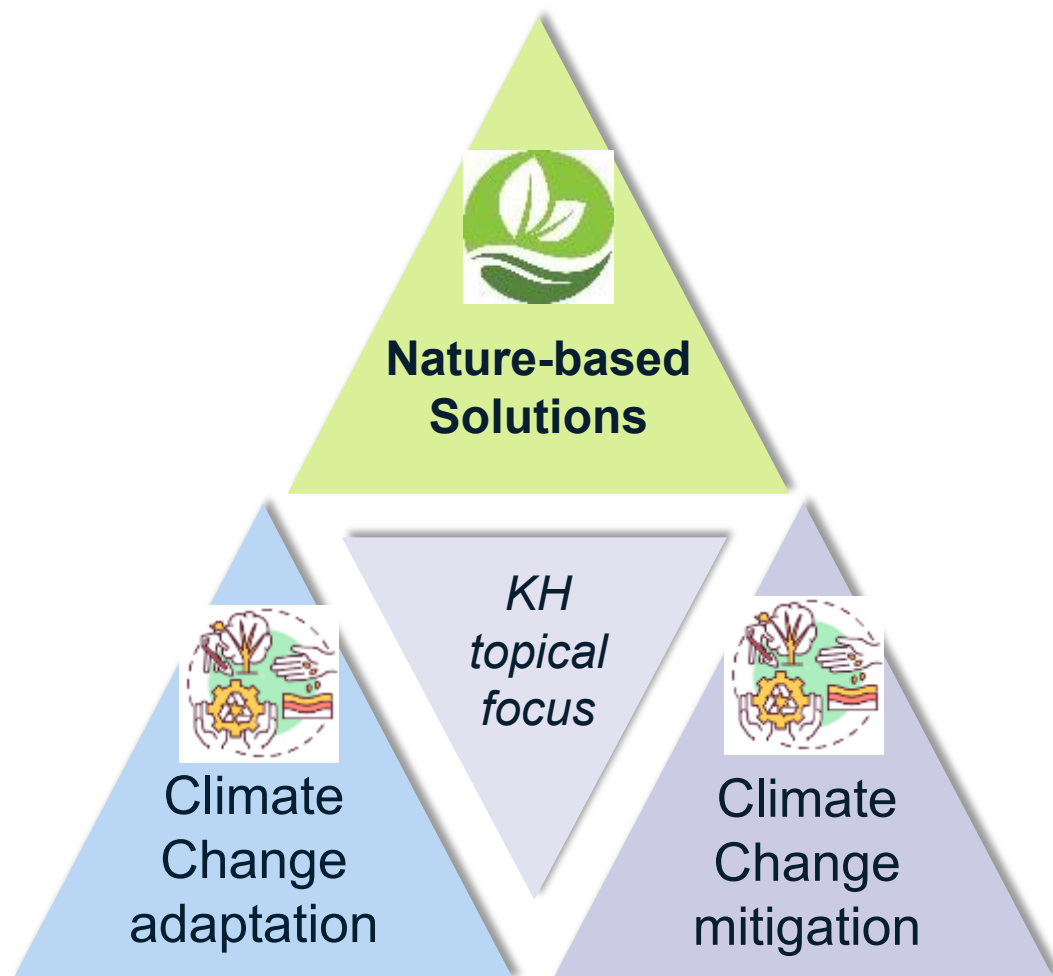 Nature-based
Solutions
KH
topical
focus
Climate
Change
adaptation
Climate
Change
mitigation